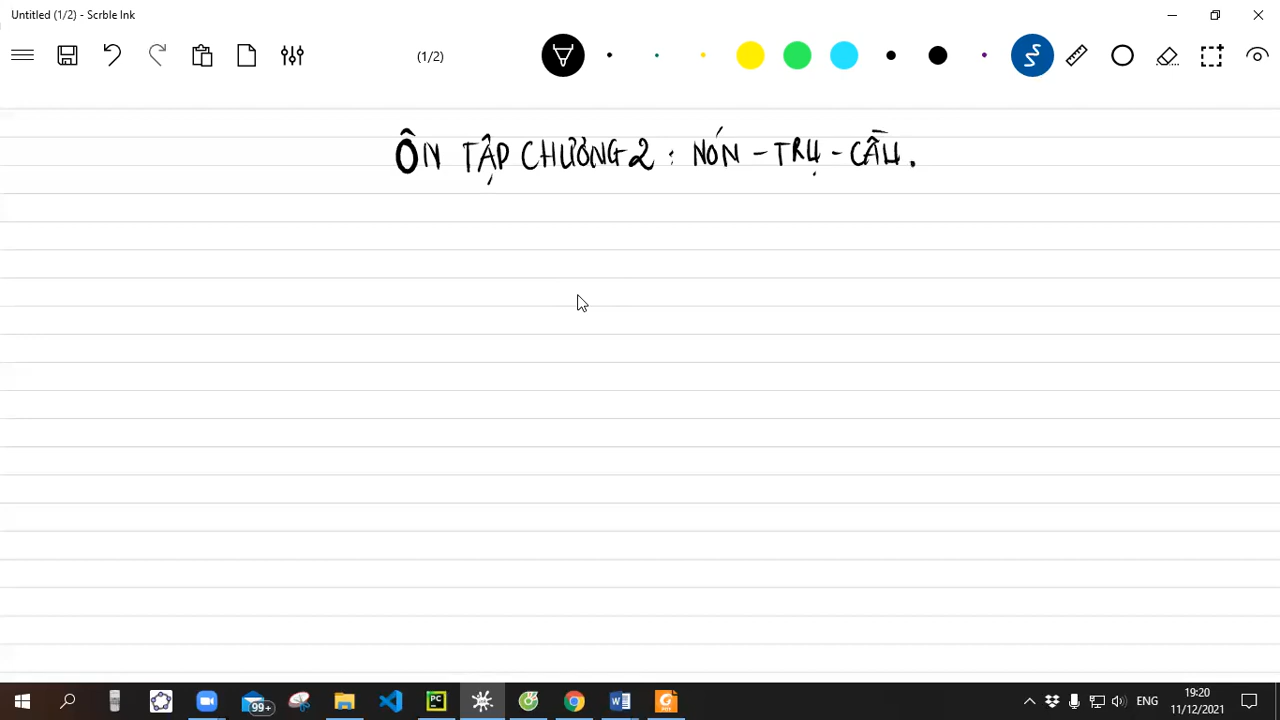 Untitled (1/2) - Scrble Ink
(1/2)
ÔN TẬP CHƯƠNG 2 : NÓN - TRỤ - CẦU.
99+
PC
ENG
19:20
11/12/2021